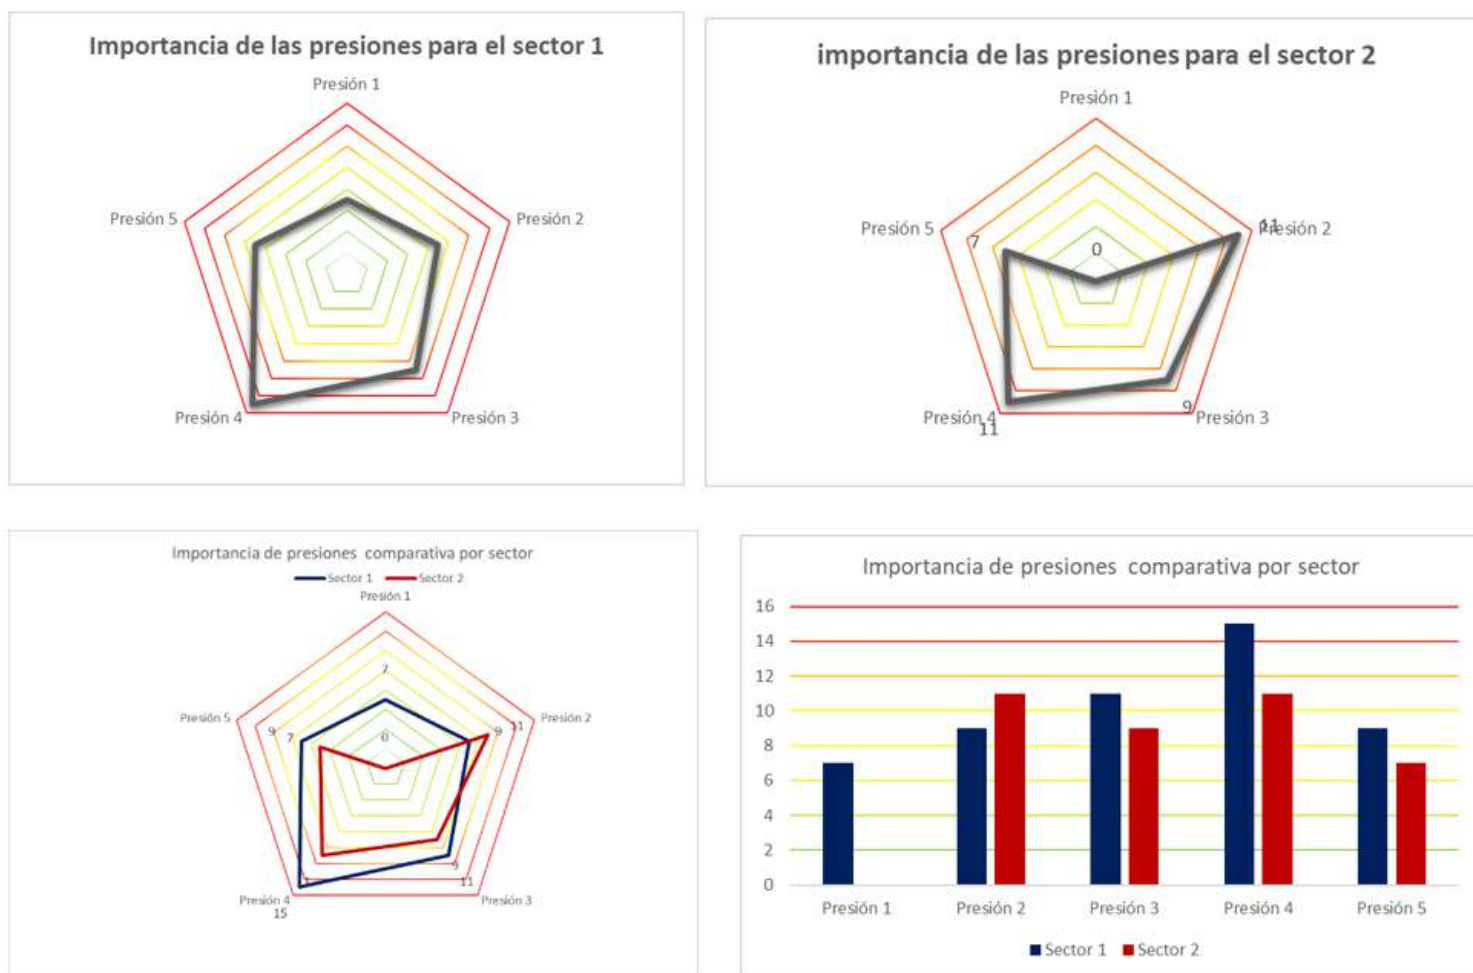 Importancia de las presiones para el sector 1
Presión 1
Presión 5
Presión 2
Presión 4
Presión 3
importancia de las presiones para el sector 2
Presión 1
11
Presión 5
7
0
Presión 2
9
Presión 4
Presión 3
11
Importancia de presiones comparativa por sector
Sector 1 Sector 2
Presión 1
7
Presión 5
9
7
0
9
11
Presión 2
9
11
Presión 4
Presión 3
15
Importancia de presiones comparativa por sector
16
14
12
10
8
6
4
2
0
Presión 1 Presión 2 Presión 3 Presión 4 Presión 5
Sector 1 Sector 2